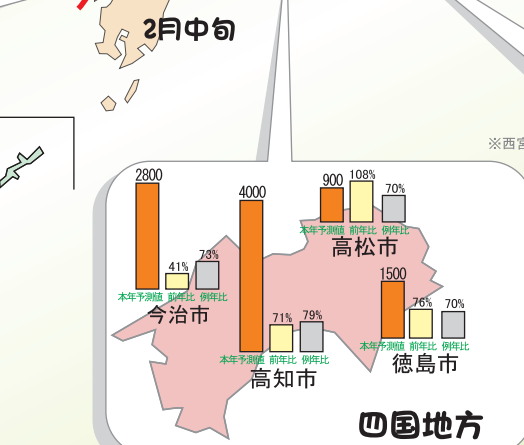 2月中旬
※西宮
2800
41%
73%
本年予測値 前年比 例年比
今治市
4000
71%
79%
本年予測値 前年比 例年比
高知市
900
108%
70%
本年予測値 前年比 例年比
高松市
1500
76%
70%
本年予測値 前年比 例年比
徳島市
四国地方